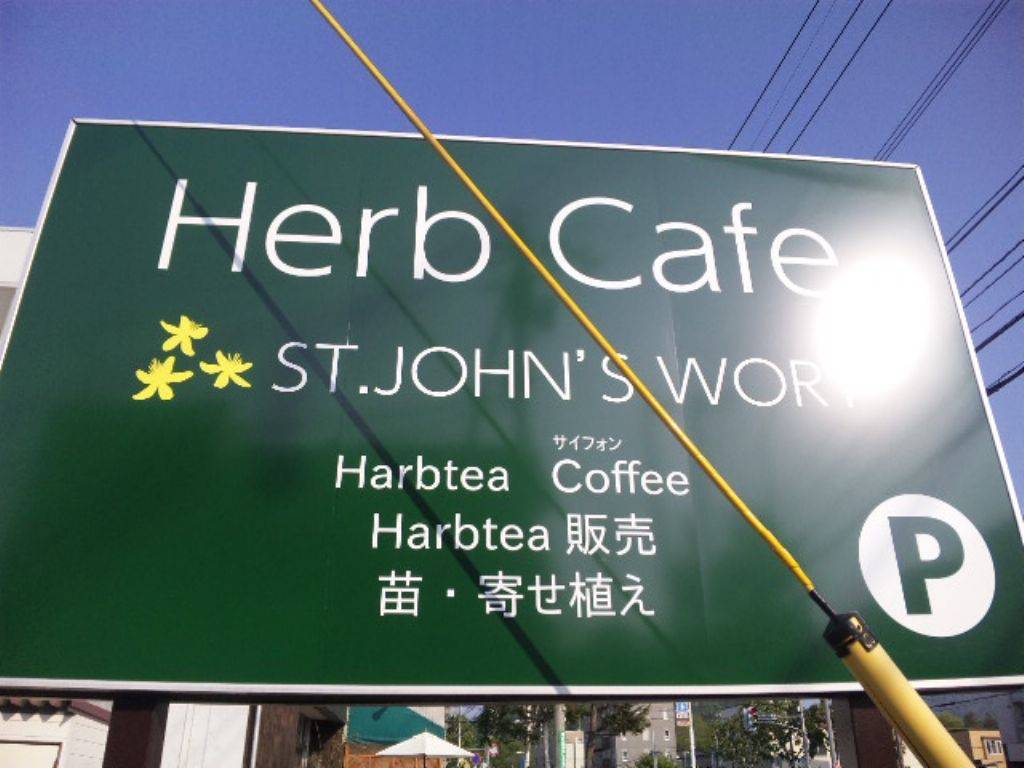 Herb Cafe
ST.JOHN'S WORT
サイフォン
Harbtea Coffee
Harbtea 販売
苗・寄せ植え
P